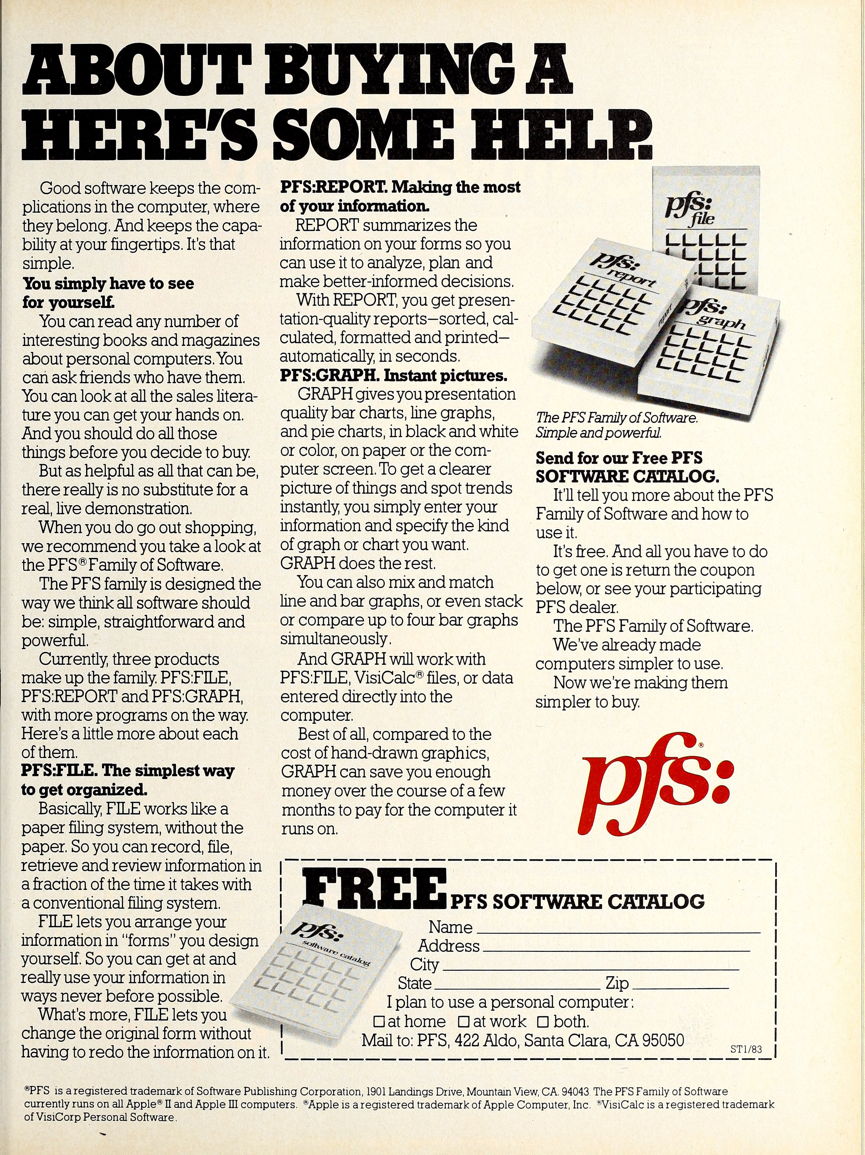 ABOUT BUYING A
HERE'S SOME HELP.
Good software keeps the com-
plications in the computer, where
they belong. And keeps the capa-
bility at your fingertips. It's that
simple.
You simply have to see
for yourself.
You can read any number of
interesting books and magazines
about personal computers. You
can ask friends who have them.
You can look at all the sales litera-
ture you can get your hands on.
And you should do all those
things before you decide to buy.
But as helpful as all that can be,
there really is no substitute for a
real, live demonstration.
When you do go out shopping,
we recommend you take a look at
the PFS® Family of Software.
The PFS family is designed the
way we think all software should
be: simple, straightforward and
powerful.
Currently, three products
make up the family. PFS:FILE,
PFS:REPORT and PFS:GRAPH,
with more programs on the way.
Here's a little more about each
of them.
PFS:FILE. The simplest way
to get organized.
Basically, FILE works like a
paper filing system, without the
paper. So you can record, file,
retrieve and review information in
a fraction of the time it takes with
a conventional filing system.
FILE lets you arrange your
information in "forms" you design
yourself. So you can get at and
really use your information in
ways never before possible.
What's more, FILE lets you
change the original form without
having to redo the information on it.
PFS:REPORT. Making the most
of your information.
REPORT summarizes the
information on your forms so you
can use it to analyze, plan and
make better-informed decisions.
With REPORT, you get presen-
tation-quality reports—sorted, cal-
culated, formatted and printed—
automatically, in seconds.
PFS:GRAPH. Instant pictures.
GRAPH gives you presentation
quality bar charts, line graphs,
and pie charts, in black and white
or color, on paper or the com-
puter screen. To get a clearer
picture of things and spot trends
instantly, you simply enter your
information and specify the kind
of graph or chart you want.
GRAPH does the rest.
You can also mix and match
line and bar graphs, or even stack
or compare up to four bar graphs
simultaneously.
And GRAPH will work with
PFS:FILE, VisiCalc® files, or data
entered directly into the
computer.
Best of all, compared to the
cost of hand-drawn graphics,
GRAPH can save you enough
money over the course of a few
months to pay for the computer it
runs on.
pfs:
file
pfs:
report
pfs:
graph
The PFS Family of Software.
Simple and powerful.
Send for our Free PFS
SOFTWARE CATALOG.
It'll tell you more about the PFS
Family of Software and how to
use it.
It's free. And all you have to do
to get one is return the coupon
below, or see your participating
PFS dealer.
The PFS Family of Software.
We've already made
computers simpler to use.
Now we're making them
simpler to buy.
pfs:®
FREE PFS SOFTWARE CATALOG
pfs:
software catalog
Name
Address
City
State Zip
I plan to use a personal computer:
□ at home □ at work □ both.
Mail to: PFS, 422 Aldo, Santa Clara, CA 95050
ST1/83
®PFS is a registered trademark of Software Publishing Corporation, 1901 Landings Drive, Mountain View, CA. 94043. The PFS Family of Software
currently runs on all Apple® II and Apple III computers. ®Apple is a registered trademark of Apple Computer, Inc. ®VisiCalc is a registered trademark
of VisiCorp Personal Software.